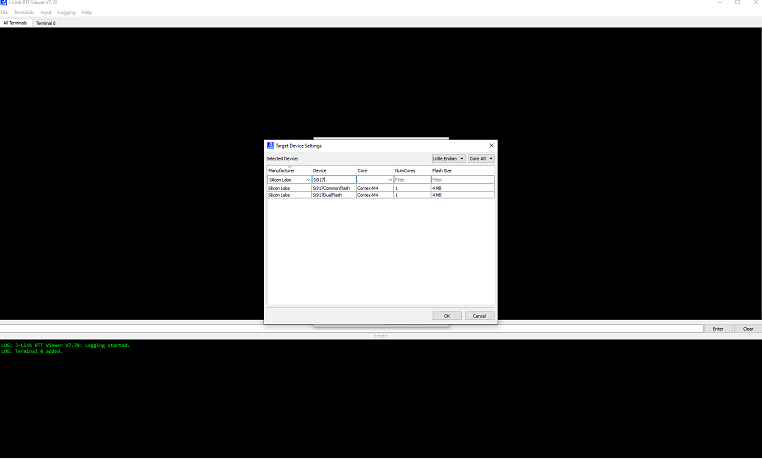 J-Link RTT Viewer V7.70
File Terminals Input Logging Help
All Terminals Terminal 0
Target Device Settings
Selected Device: Little Endian Core #0
Manufacturer Device Core NumCores Flash Size
Silicon Labs Si917 Filter Filter
Silicon Labs Si917CommonFlash Cortex-M4 1 4 MB
Silicon Labs Si917DualFlash Cortex-M4 1 4 MB
OK Cancel
Enter Clear
LOG: J-Link RTT Viewer V7.70: Logging started.
LOG: Terminal 0 added.